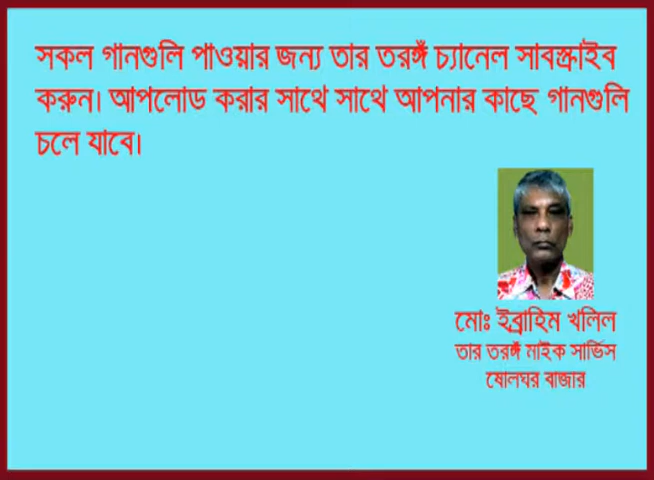 সকল গানগুলি পাওয়ার জন্য তার তরঙ্গঁ চ্যানেল সাবস্ক্রাইব
করুন। আপলোড করার সাথে সাথে আপনার কাছে গানগুলি
চলে যাবে।
মোঃ ইব্রাহিম খলিল
তার তরঙ্গঁ মাইক সার্ভিস
ষোলঘর বাজার